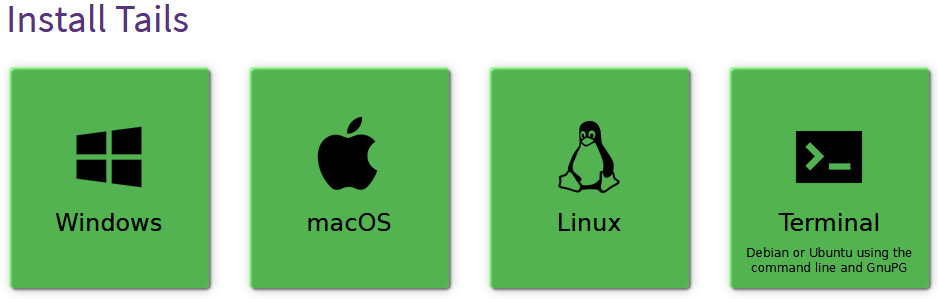 Install Tails
Windows
macOS
Linux
Terminal
Debian or Ubuntu using the
command line and GnuPG